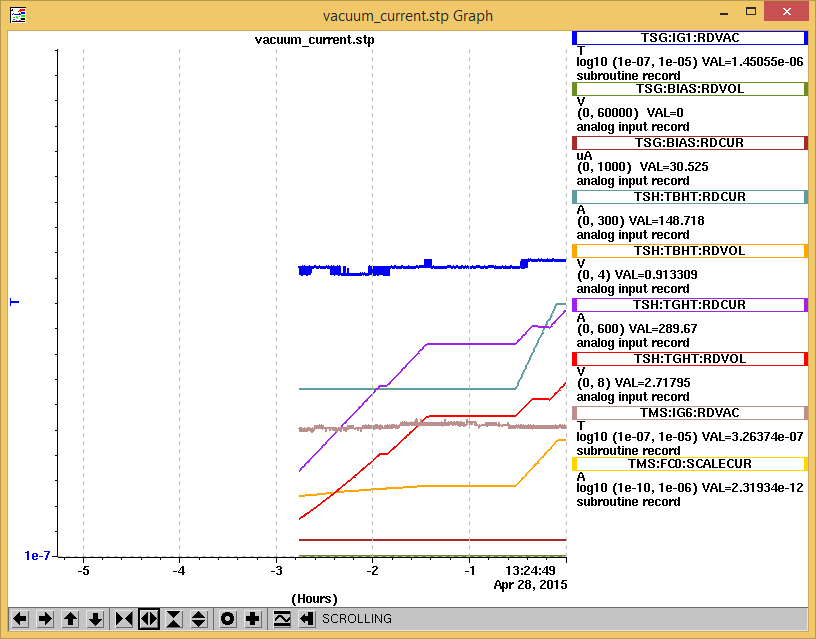 vacuum_current.stp Graph
vacuum_current.stp
T
1e-7
-5
-4
-3
-2
-1
13:24:49
Apr 28, 2015
(Hours)
TSG:IG1:RDVAC
T
log10 (1e-07, 1e-05) VAL=1.45055e-06
subroutine record
TSG:BIAS:RDVOL
V
(0, 60000) VAL=0
analog input record
TSG:BIAS:RDCUR
uA
(0, 1000) VAL=30.525
analog input record
TSH:TBHT:RDCUR
A
(0, 300) VAL=148.718
analog input record
TSH:TBHT:RDVOL
V
(0, 4) VAL=0.913309
analog input record
TSH:TGHT:RDCUR
A
(0, 600) VAL=289.67
analog input record
TSH:TGHT:RDVOL
V
(0, 8) VAL=2.71795
analog input record
TMS:IG6:RDVAC
T
log10 (1e-07, 1e-05) VAL=3.26374e-07
subroutine record
TMS:FC0:SCALECUR
A
log10 (1e-10, 1e-06) VAL=2.31934e-12
subroutine record
SCROLLING